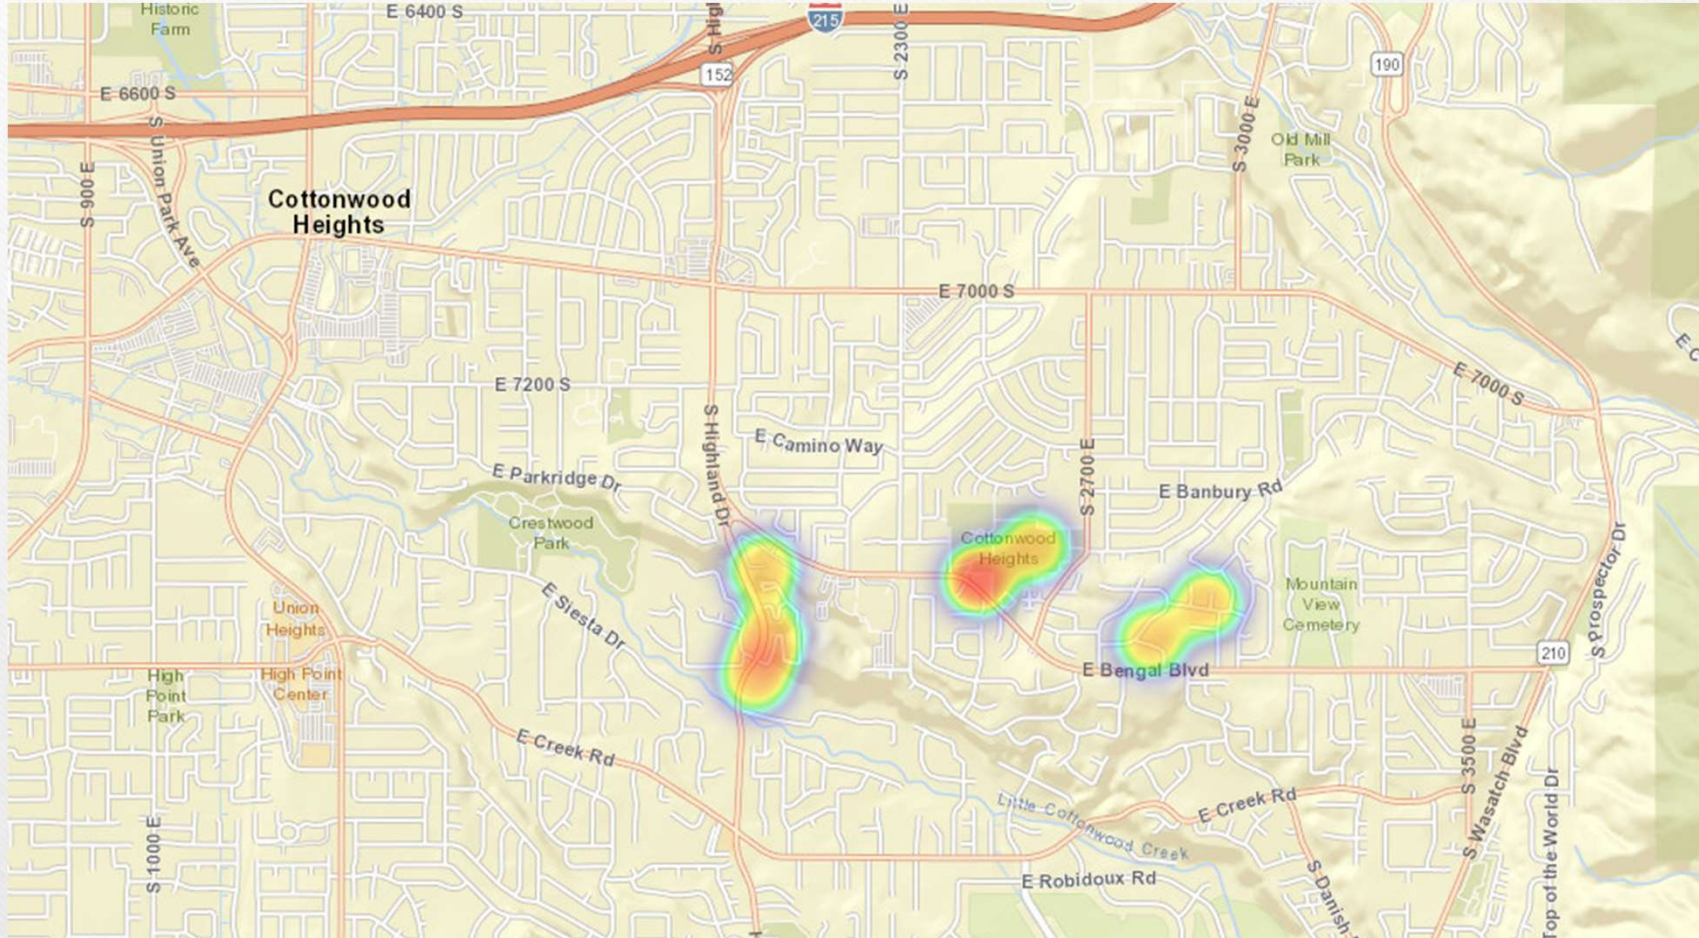 Historic
Farm
E 6400 S
S Highl
215
S 2300 E
152
190
E 6600 S
S Union Park Ave
S 900 E
S 3000 E
Old Mill
Park
Cottonwood
Heights
E 7000 S
E 7000 S
E C
E 7200 S
S Highland Dr
E Camino Way
S 2700 E
E Parkridge Dr
E Banbury Rd
Crestwood
Park
Cottonwood
Heights
S Prospector Dr
Mountain
View
Cemetery
E Siesta Dr
Union
Heights
210
E Bengal Blvd
High
Point
Park
High Point
Center
E Creek Rd
S 3500 E
S Wasatch Blvd
Top of the World Dr
E Creek Rd
Little Cottonwood Creek
S 1000 E
E Robidoux Rd
S Danish